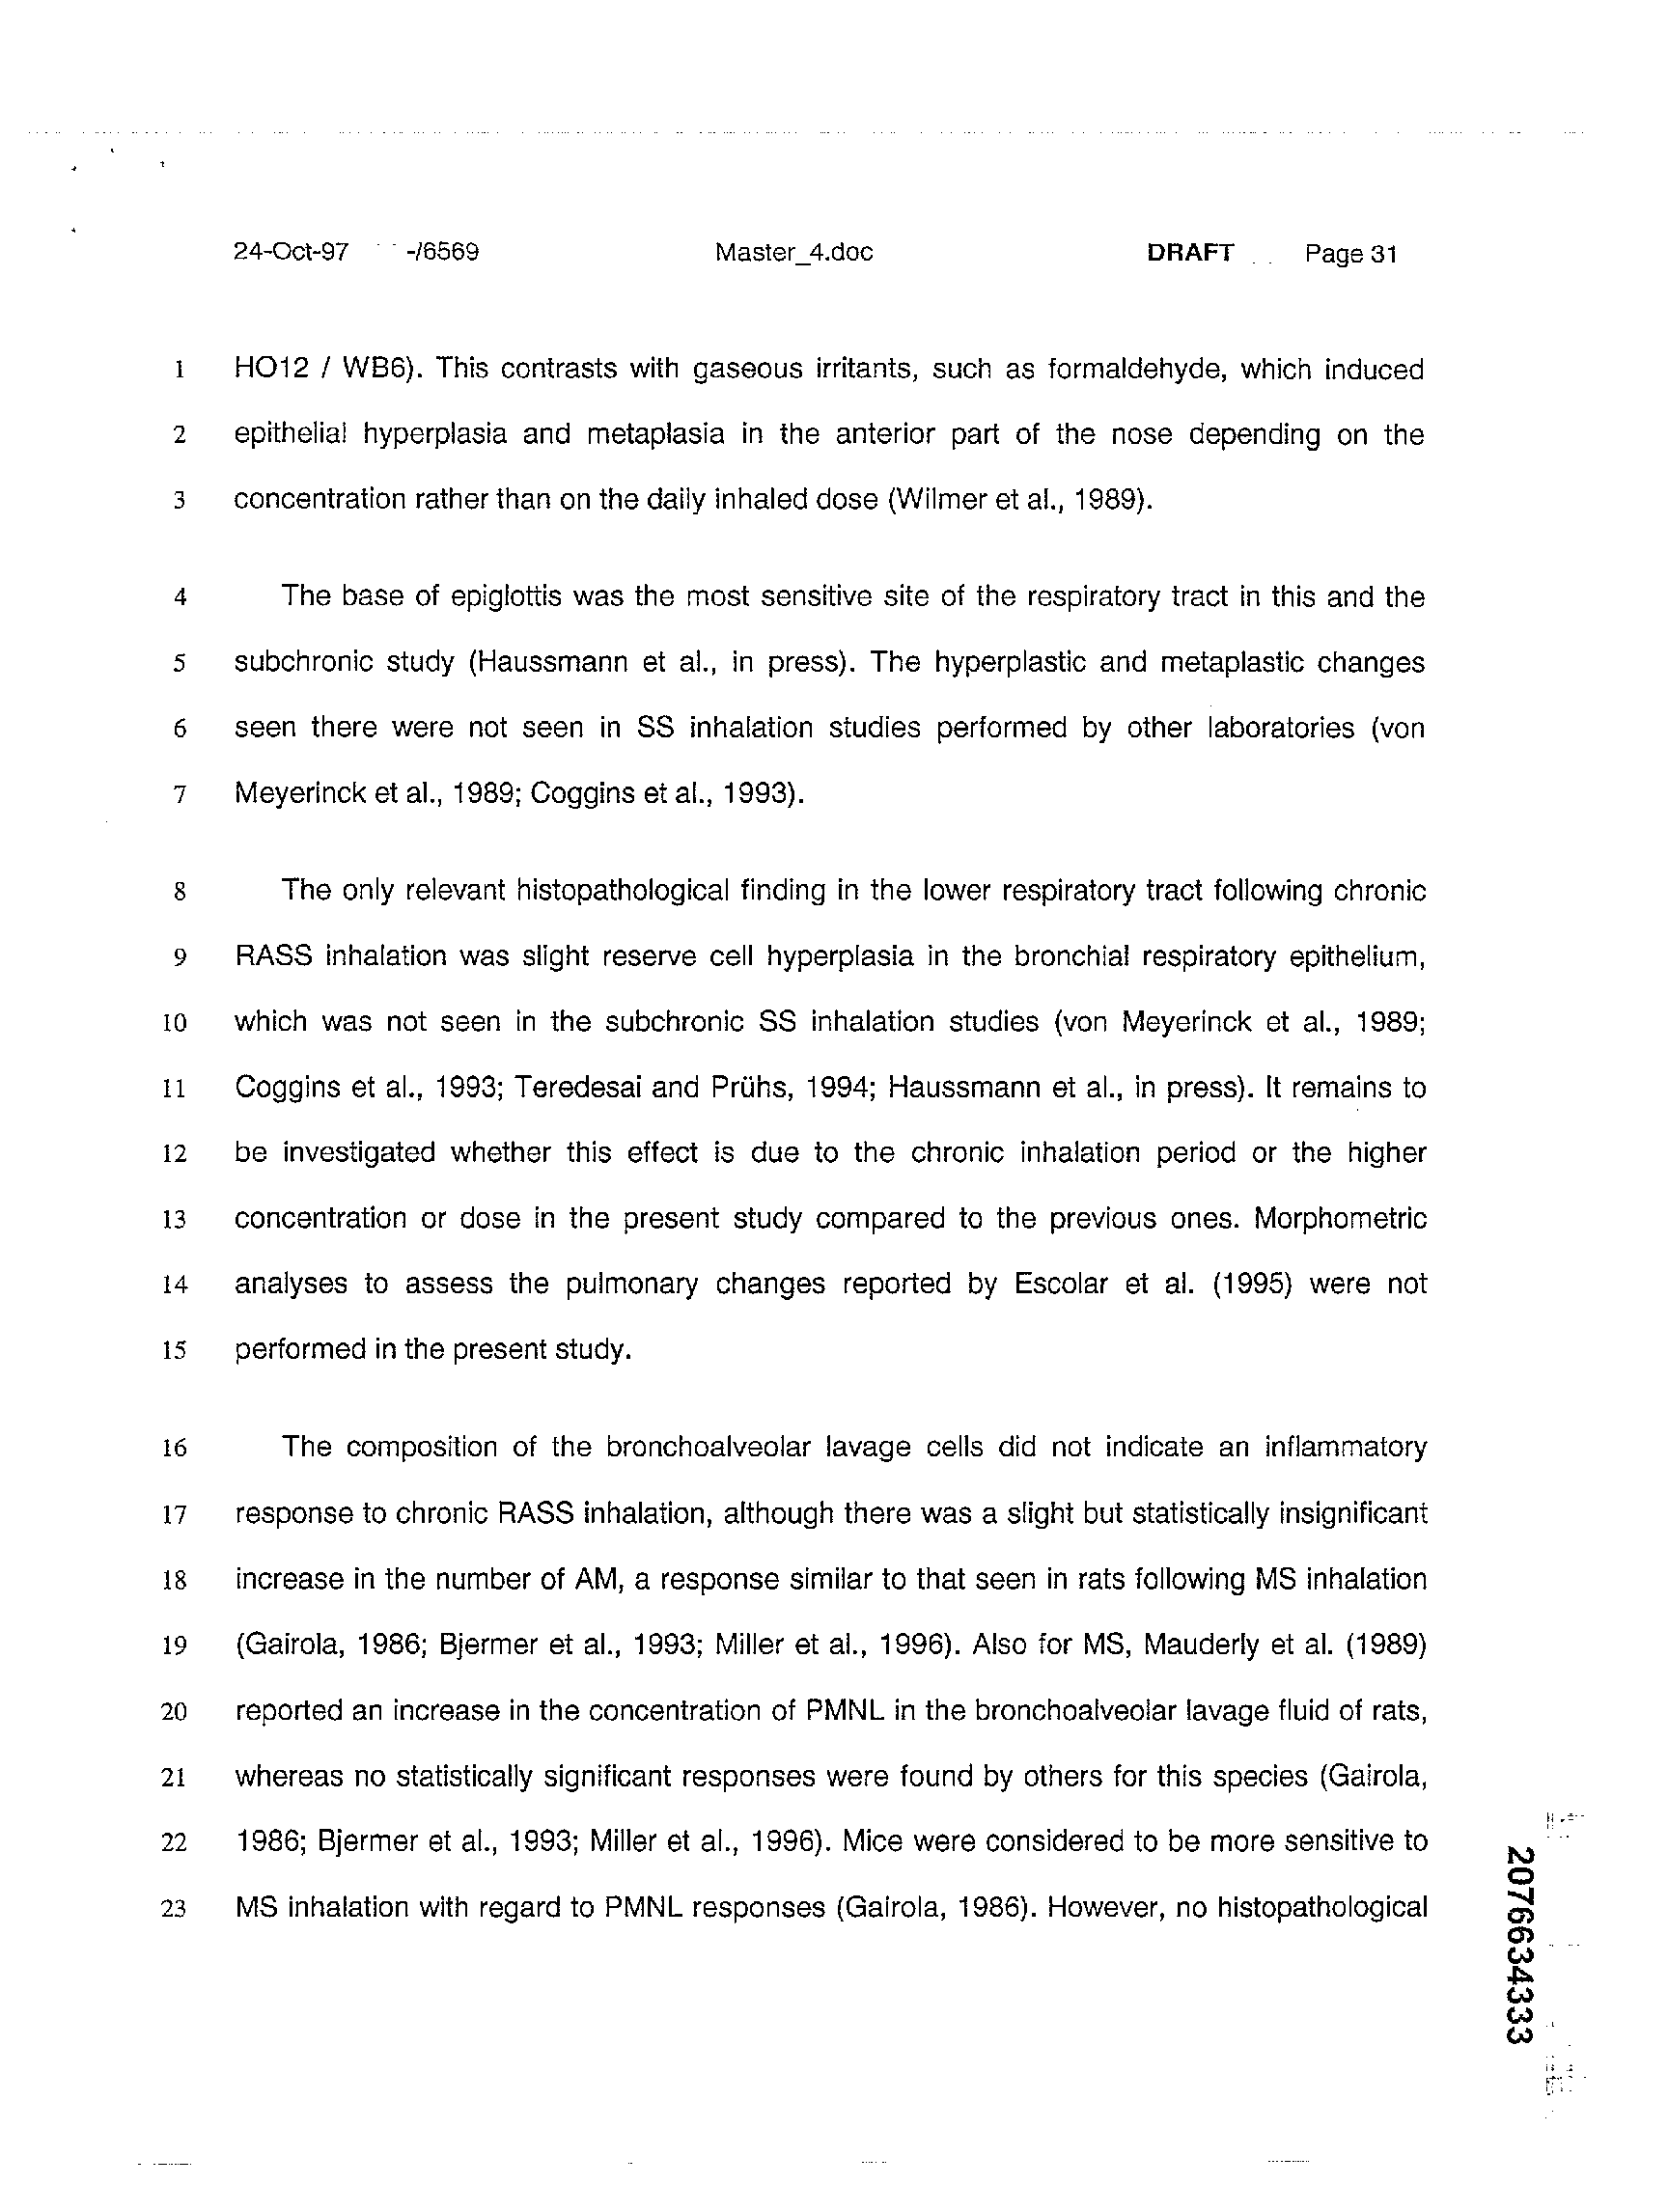 24-Oct-97 -/6569 Master_4.doc DRAFT Page 31
1 HO12 / WB6). This contrasts with gaseous irritants, such as formaldehyde, which induced
2 epithelial hyperplasia and metaplasia in the anterior part of the nose depending on the
3 concentration rather than on the daily inhaled dose (Wilmer et al., 1989).
4 The base of epiglottis was the most sensitive site of the respiratory tract in this and the
5 subchronic study (Haussmann et al., in press). The hyperplastic and metaplastic changes
6 seen there were not seen in SS inhalation studies performed by other laboratories (von
7 Meyerinck et al., 1989; Coggins et al., 1993).
8 The only relevant histopathological finding in the lower respiratory tract following chronic
9 RASS inhalation was slight reserve cell hyperplasia in the bronchial respiratory epithelium,
10 which was not seen in the subchronic SS inhalation studies (von Meyerinck et al., 1989;
11 Coggins et al., 1993; Teredesai and Prühs, 1994; Haussmann et al., in press). It remains to
12 be investigated whether this effect is due to the chronic inhalation period or the higher
13 concentration or dose in the present study compared to the previous ones. Morphometric
14 analyses to assess the pulmonary changes reported by Escolar et al. (1995) were not
15 performed in the present study.
16 The composition of the bronchoalveolar lavage cells did not indicate an inflammatory
17 response to chronic RASS inhalation, although there was a slight but statistically insignificant
18 increase in the number of AM, a response similar to that seen in rats following MS inhalation
19 (Gairola, 1986; Bjermer et al., 1993; Miller et al., 1996). Also for MS, Mauderly et al. (1989)
20 reported an increase in the concentration of PMNL in the bronchoalveolar lavage fluid of rats,
21 whereas no statistically significant responses were found by others for this species (Gairola,
22 1986; Bjermer et al., 1993; Miller et al., 1996). Mice were considered to be more sensitive to
23 MS inhalation with regard to PMNL responses (Gairola, 1986). However, no histopathological
2076634333